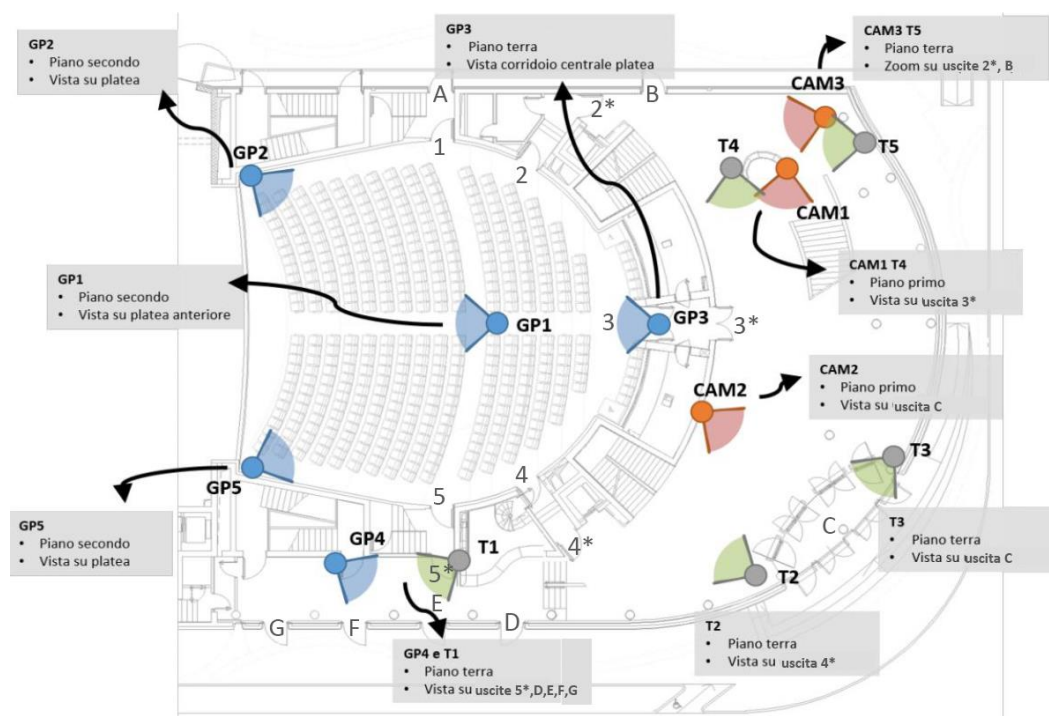 GP2
• Piano secondo
• Vista su platea
GP3
• Piano terra
• Vista corridoio centrale platea
CAM3 T5
• Piano terra
• Zoom su uscite 2*, B
A
B
2*
CAM3
1
2
T4
T5
GP2
CAM1
GP1
• Piano secondo
• Vista su platea anteriore
CAM1 T4
• Piano primo
• Vista su uscita 3*
GP1
3
GP3
3*
CAM2
CAM2
• Piano primo
• Vista su uscita C
T3
GP5
4
5
GP5
• Piano secondo
• Vista su platea
C
T3
• Piano terra
• Vista su uscita C
GP4
T1
4*
5*
T2
E
G
F
D
GP4 e T1
• Piano terra
• Vista su uscite 5*,D,E,F,G
T2
• Piano terra
• Vista su uscita 4*